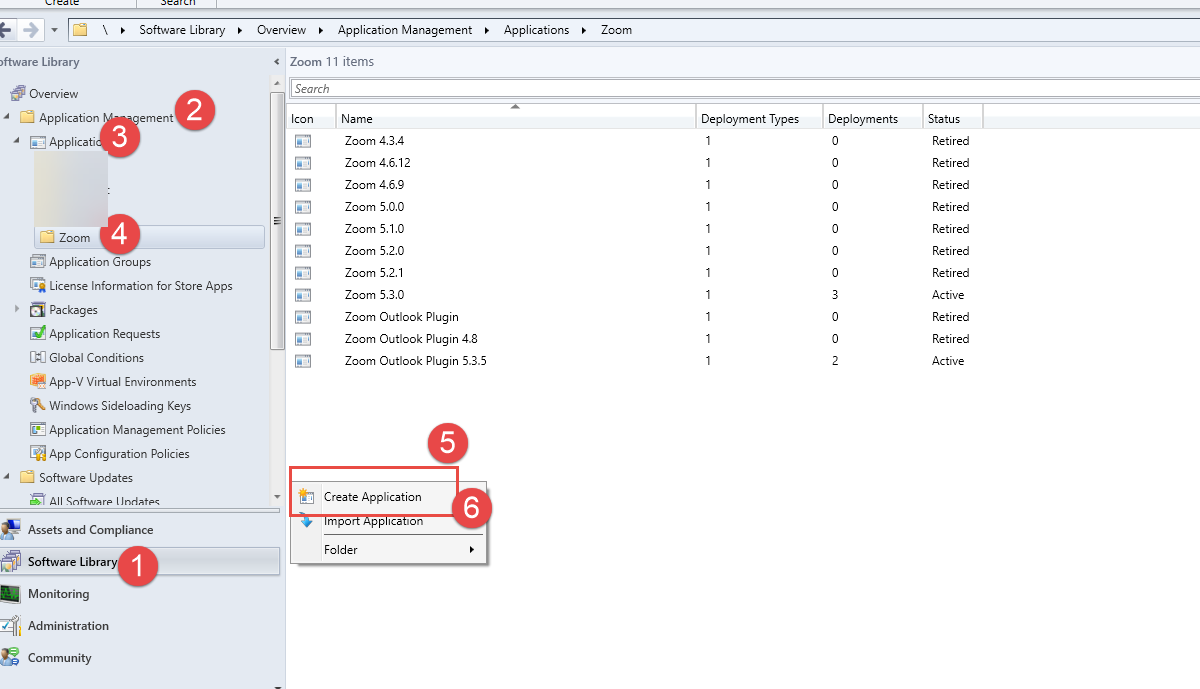 Create
Search
\ Software Library Overview Application Management Applications Zoom
oftware Library
Overview
Application Management
2
Applicatio
3
Zoom
4
Application Groups
License Information for Store Apps
Packages
Application Requests
Global Conditions
App-V Virtual Environments
Windows Sideloading Keys
Application Management Policies
App Configuration Policies
Software Updates
All Software Updates
Assets and Compliance
Software Library
1
Monitoring
Administration
Community
Zoom 11 items
Search
Icon Name Deployment Types Deployments Status
Zoom 4.3.4 1 0 Retired
Zoom 4.6.12 1 0 Retired
Zoom 4.6.9 1 0 Retired
Zoom 5.0.0 1 0 Retired
Zoom 5.1.0 1 0 Retired
Zoom 5.2.0 1 0 Retired
Zoom 5.2.1 1 0 Retired
Zoom 5.3.0 1 3 Active
Zoom Outlook Plugin 1 0 Retired
Zoom Outlook Plugin 4.8 1 0 Retired
Zoom Outlook Plugin 5.3.5 1 2 Active
5
Create Application
6
Import Application
Folder